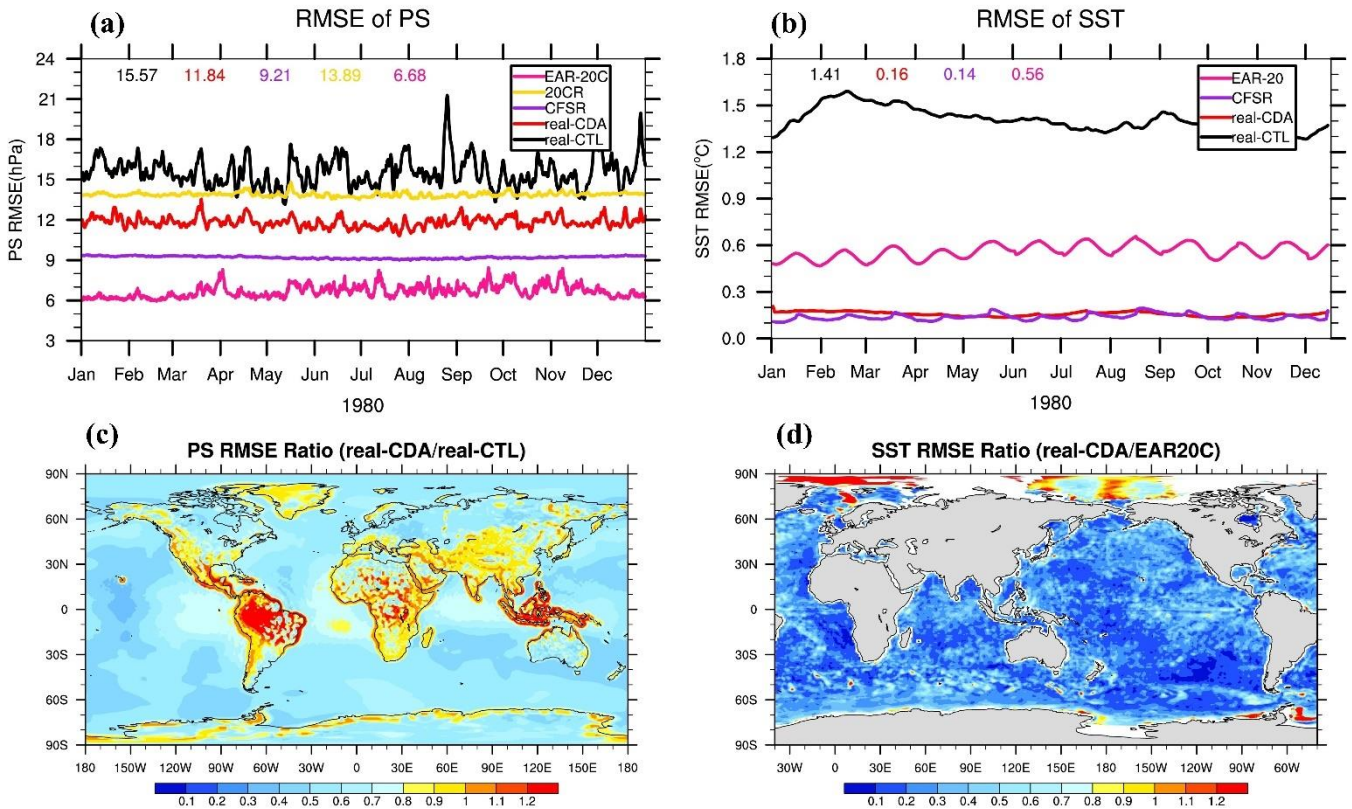 (a)
RMSE of PS
24
21
18
15
12
9
6
3
PS RMSE(hPa)
15.57 11.84 9.21 13.89 6.68
EAR-20C
20CR
CFSR
real-CDA
real-CTL
Jan Feb Mar Apr May Jun Jul Aug Sep Oct Nov Dec
1980
(b)
RMSE of SST
1.8
1.5
1.2
0.9
0.6
0.3
0.0
SST RMSE(°C)
1.41 0.16 0.14 0.56
EAR-20
CFSR
real-CDA
real-CTL
Jan Feb Mar Apr May Jun Jul Aug Sep Oct Nov Dec
1980
(c)
PS RMSE Ratio (real-CDA/real-CTL)
90N
60N
30N
0
30S
60S
90S
180 150W 120W 90W 60W 30W 0 30E 60E 90E 120E 150E 180
0.1 0.2 0.3 0.4 0.5 0.6 0.7 0.8 0.9 1 1.1 1.2
(d)
SST RMSE Ratio (real-CDA/EAR20C)
90N
60N
30N
0
30S
60S
90S
30W 0 30E 60E 90E 120E 150E 180 150W 120W 90W 60W
0.1 0.2 0.3 0.4 0.5 0.6 0.7 0.8 0.9 1 1.1 1.2